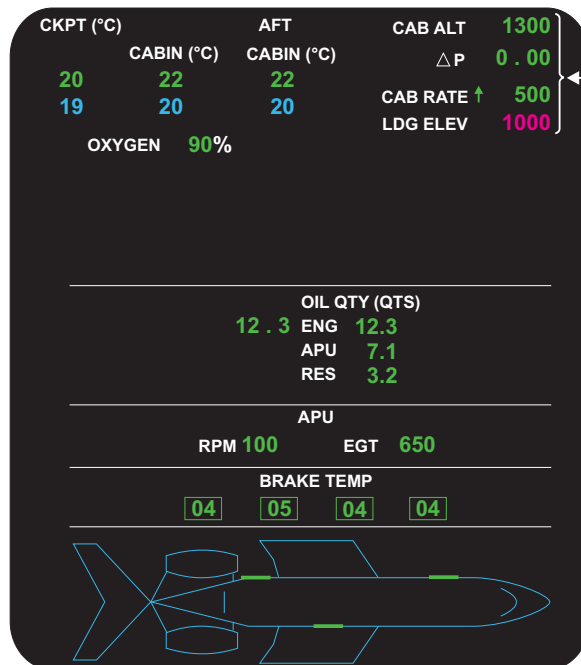 CKPT (°C) AFT CAB ALT 1300
CABIN (°C) CABIN (°C) △ P 0 . 00
20 22 22
19 20 20 CAB RATE ↑ 500
LDG ELEV 1000
OXYGEN 90%
OIL QTY (QTS)
12 . 3 ENG 12.3
APU 7.1
RES 3.2
APU
RPM 100 EGT 650
BRAKE TEMP
04 05 04 04